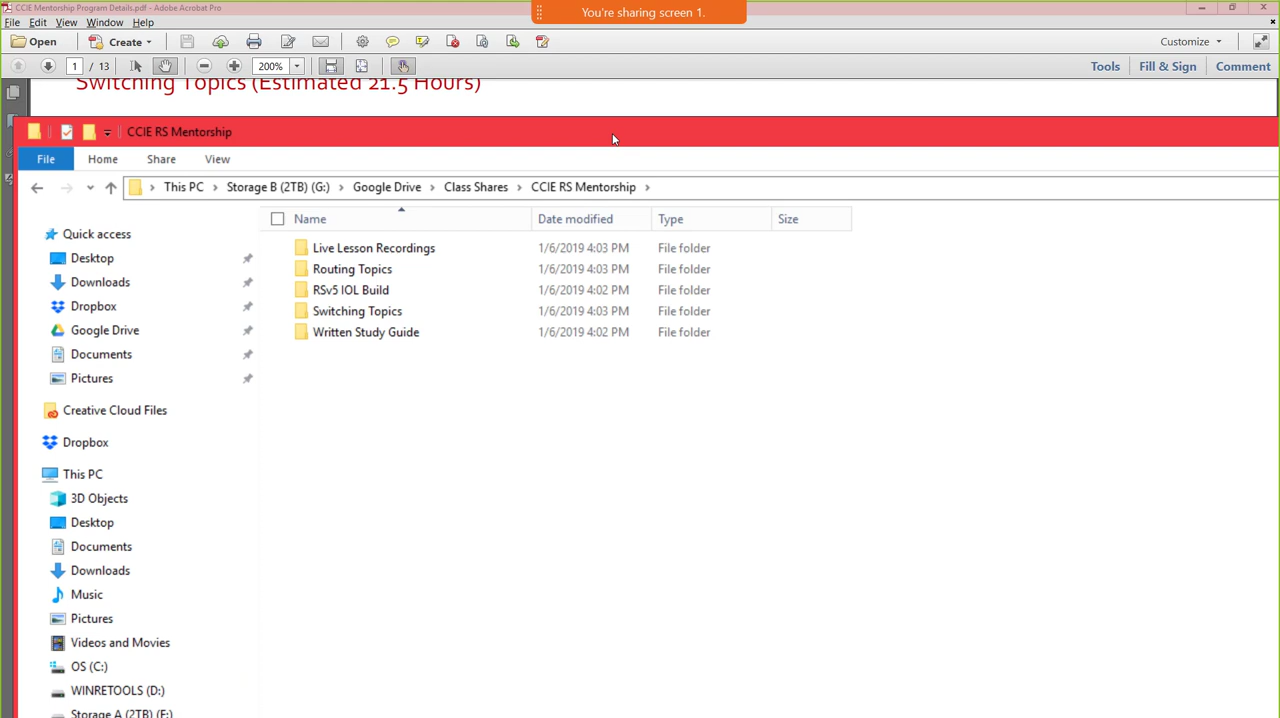 CCIE Mentorship Program Details.pdf - Adobe Acrobat Pro
You're sharing screen 1.
File Edit View Window Help
Open Create Customize
1 / 13 200% Tools Fill & Sign Comment
Switching Topics (Estimated 21.5 Hours)
CCIE RS Mentorship
File Home Share View
This PC Storage B (2TB) (G:) Google Drive Class Shares CCIE RS Mentorship
Name Date modified Type Size
Live Lesson Recordings 1/6/2019 4:03 PM File folder
Routing Topics 1/6/2019 4:03 PM File folder
RSv5 IOL Build 1/6/2019 4:02 PM File folder
Switching Topics 1/6/2019 4:03 PM File folder
Written Study Guide 1/6/2019 4:02 PM File folder
Quick access
Desktop
Downloads
Dropbox
Google Drive
Documents
Pictures
Creative Cloud Files
Dropbox
This PC
3D Objects
Desktop
Documents
Downloads
Music
Pictures
Videos and Movies
OS (C:)
WINRETOOLS (D:)
Storage A (2TB) (F:)